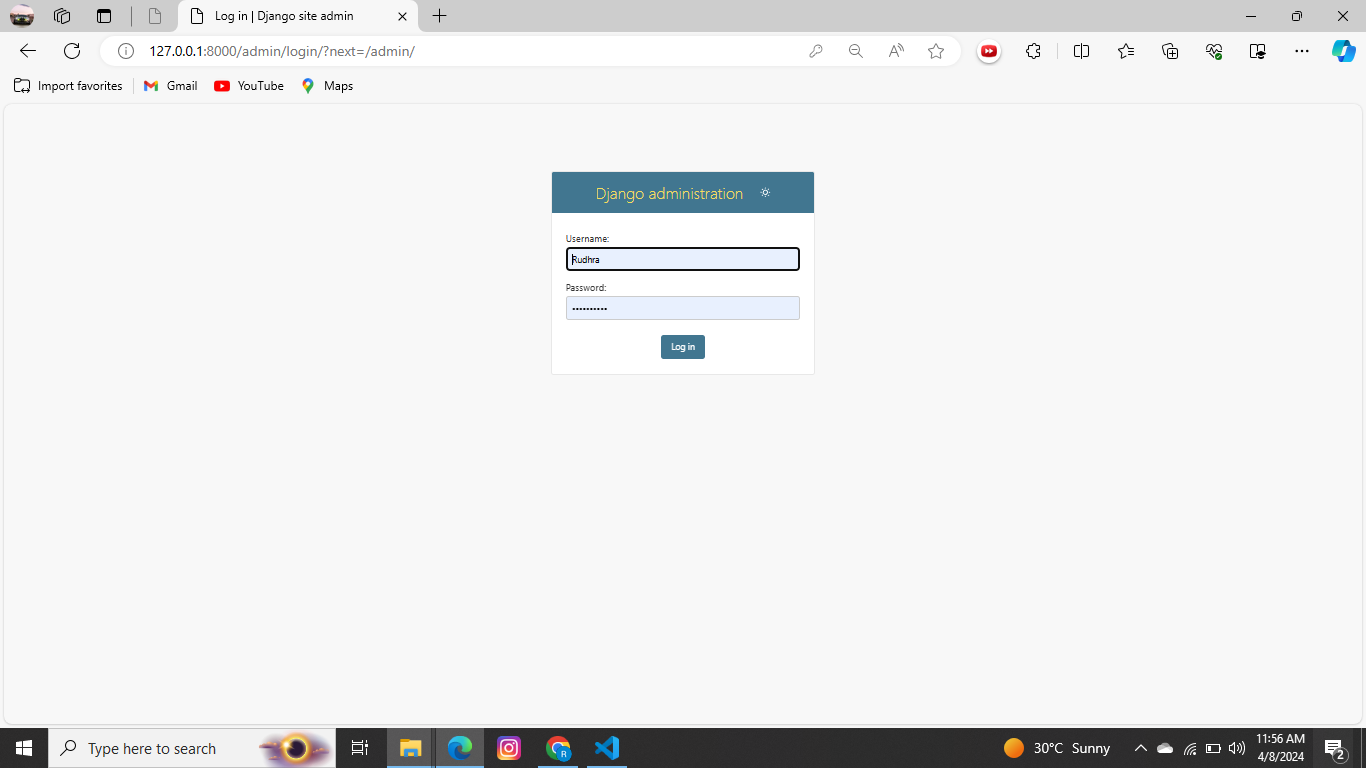 Log in | Django site admin
127.0.0.1:8000/admin/login/?next=/admin/
Import favorites Gmail YouTube Maps
Django administration
Username:
Rudhra
Password:
••••••••••
Log in
Type here to search
R
30°C Sunny
11:56 AM
4/8/2024
2